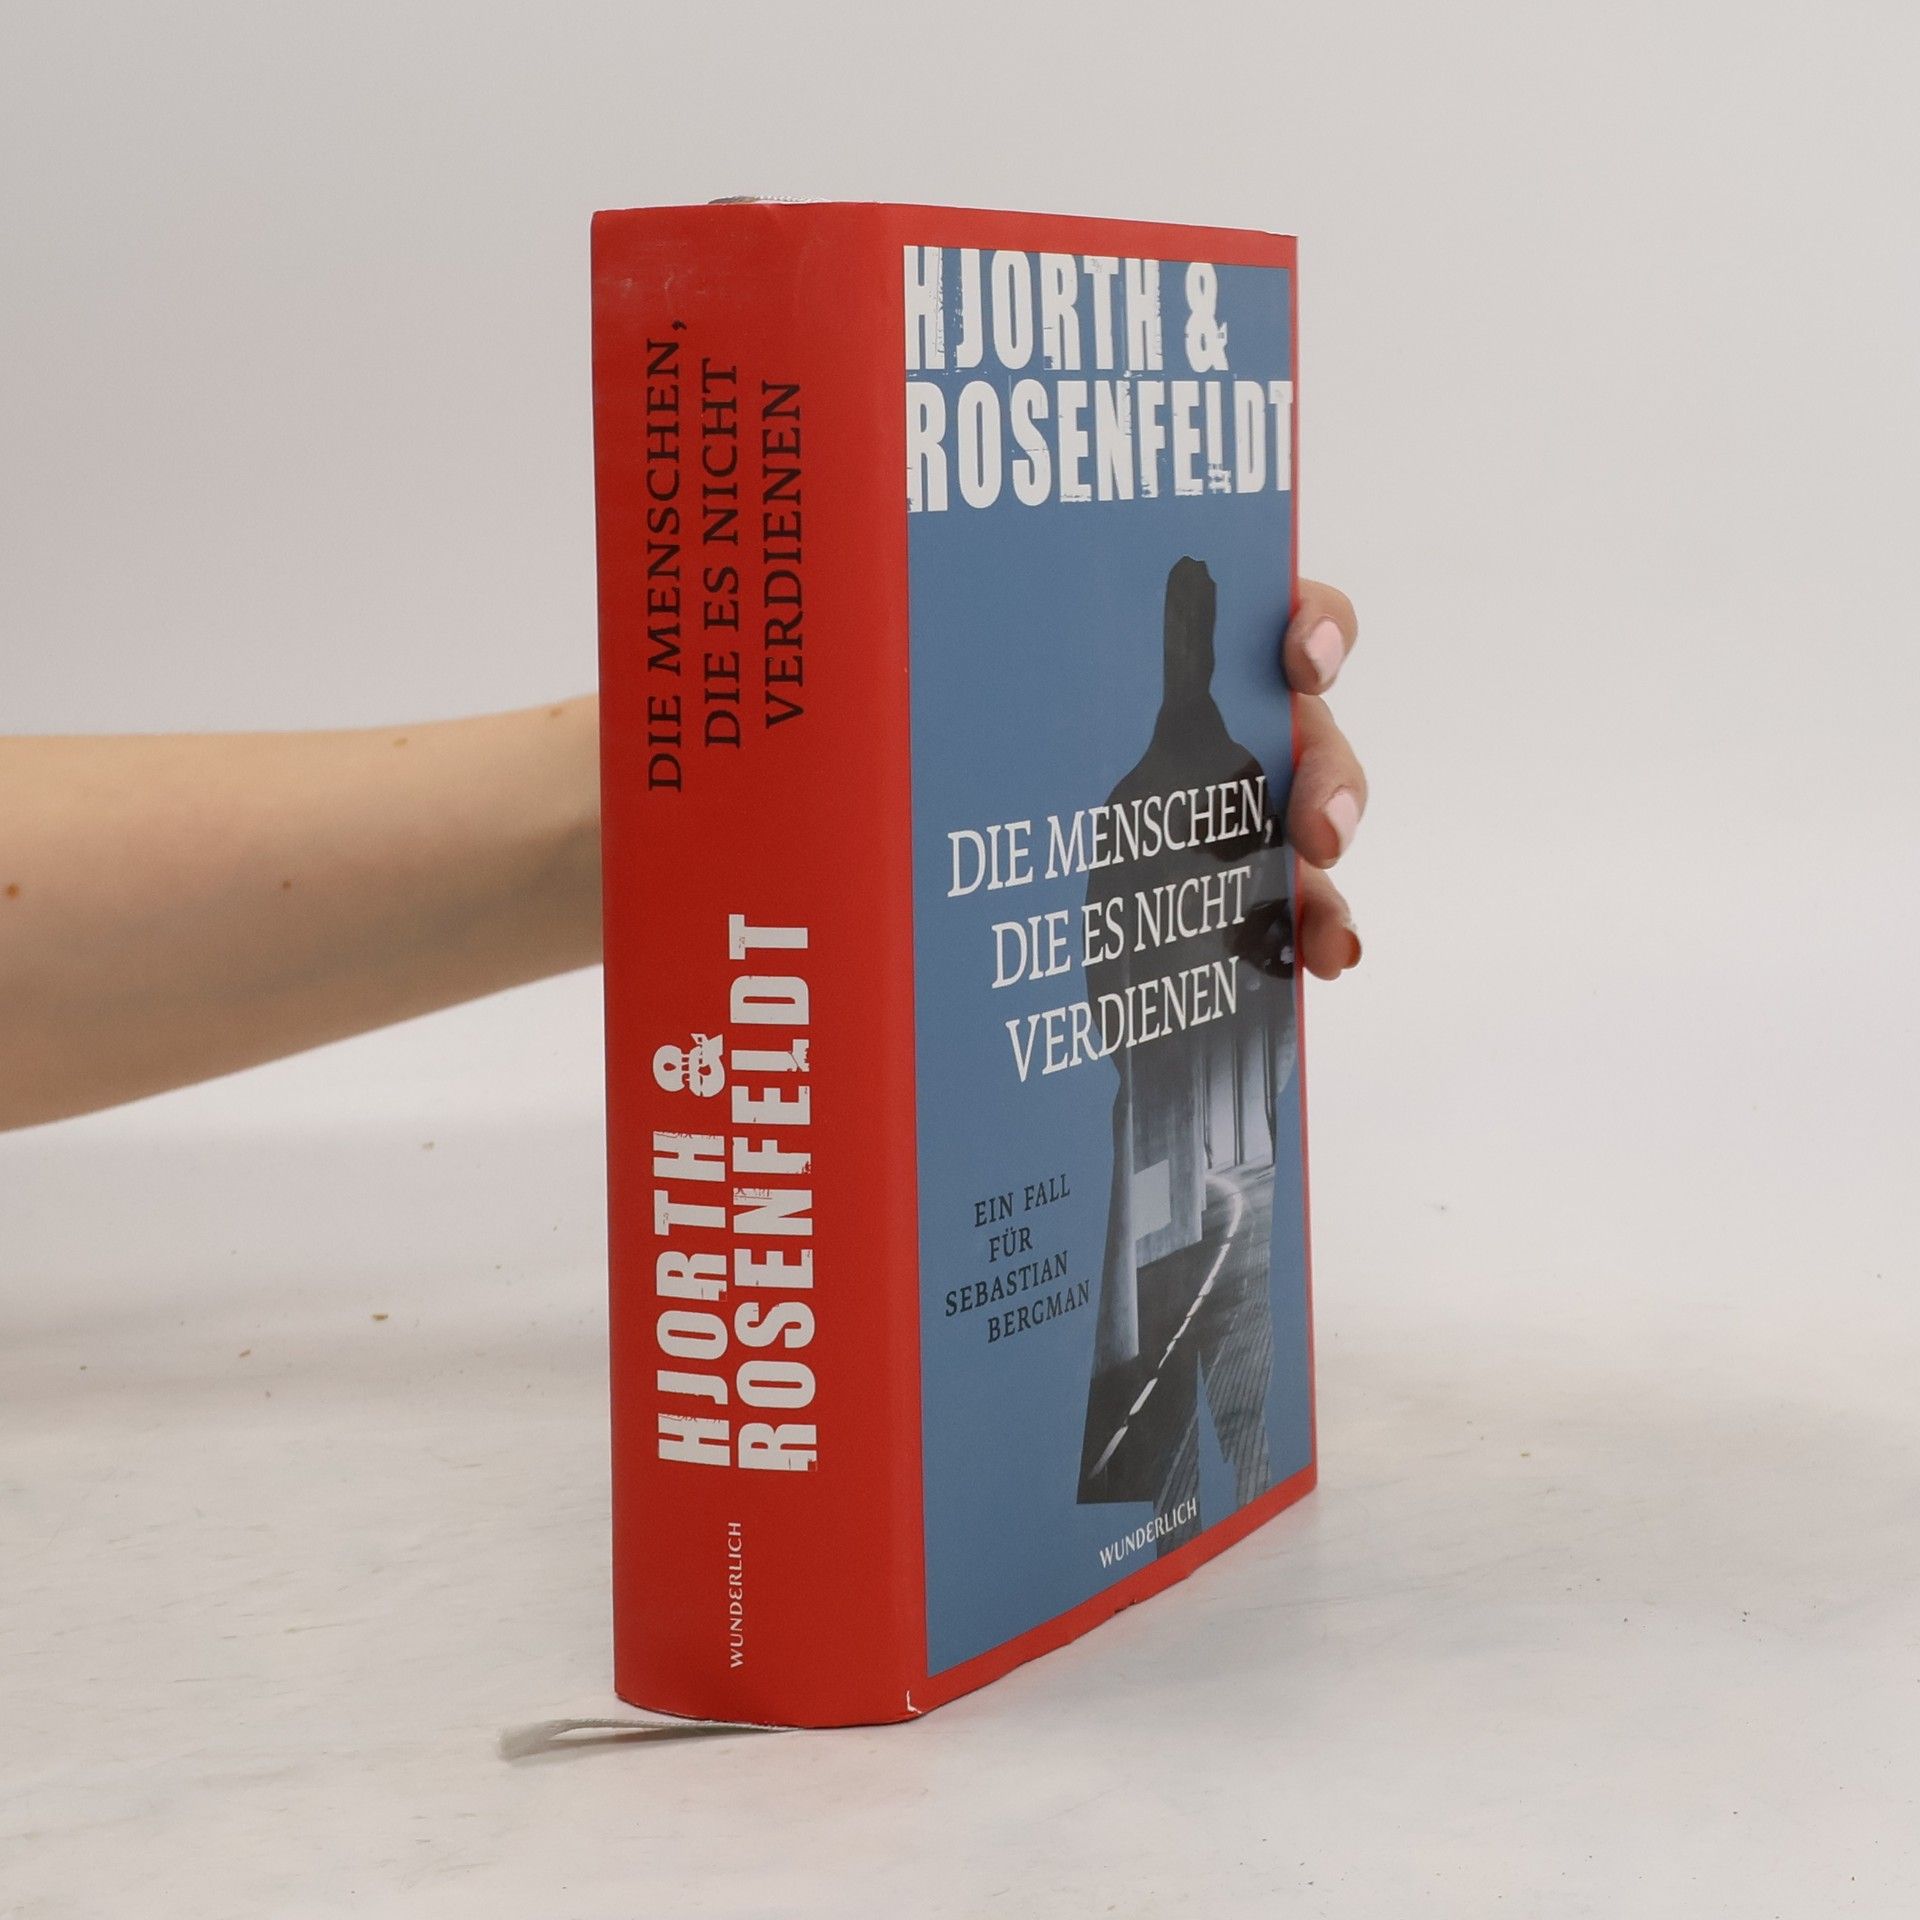 DIE MENSCHEN,
DIE ES NICHT
VERDIENEN
HJORTH &
ROSENFELDT
WUNDERLICH
HJORTH &
ROSENFELDT
DIE MENSCHEN,
DIE ES NICHT
VERDIENEN
EIN FALL
FÜR
SEBASTIAN
BERGMAN
WUNDERLICH